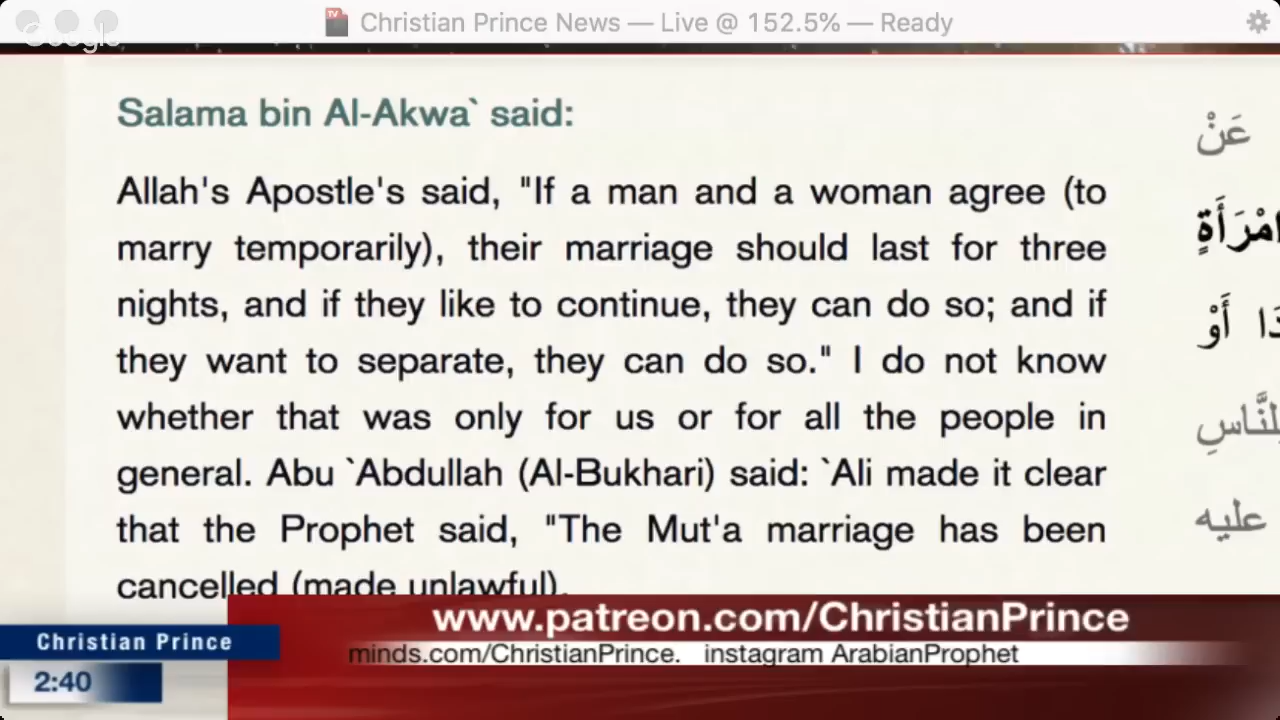 Christian Prince News — Live @ 152.5% — Ready
Google
Salama bin Al-Akwa` said:
عَنْ
Allah's Apostle's said, "If a man and a woman agree (to
marry temporarily), their marriage should last for three
امْرَأَةٍ
nights, and if they like to continue, they can do so; and if
أَوْ
they want to separate, they can do so." I do not know
whether that was only for us or for all the people in
لِلنَّاسِ
general. Abu `Abdullah (Al-Bukhari) said: `Ali made it clear
that the Prophet said, "The Mut'a marriage has been
عليه
cancelled (made unlawful).
www.patreon.com/ChristianPrince
Christian Prince
minds.com/ChristianPrince. instagram ArabianProphet
2:40